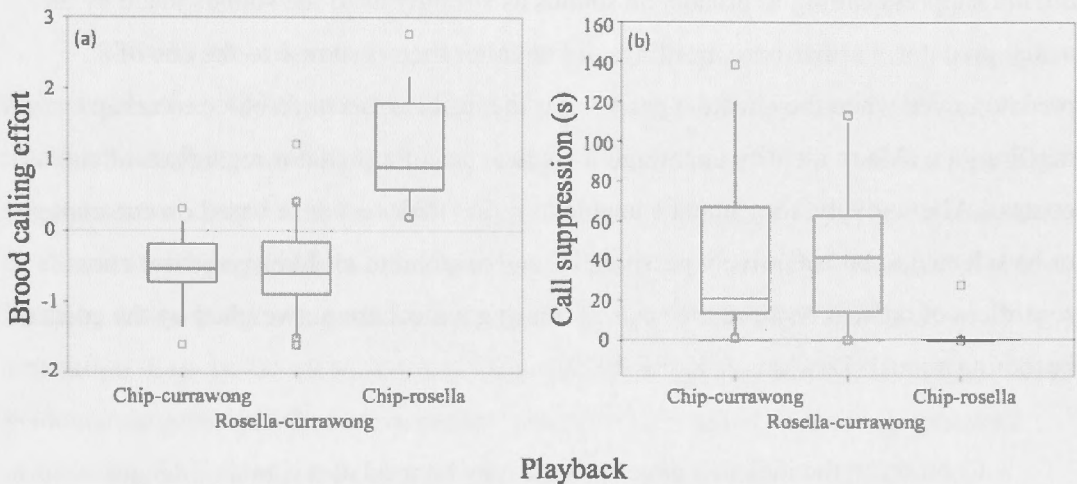 (a)
Brood calling effort
3
2
1
0
-1
-2
Chip-currawong
Rosella-currawong
Chip-rosella
(b)
Call suppression (s)
160
140
120
100
80
60
40
20
0
Chip-currawong
Rosella-currawong
Chip-rosella
Playback